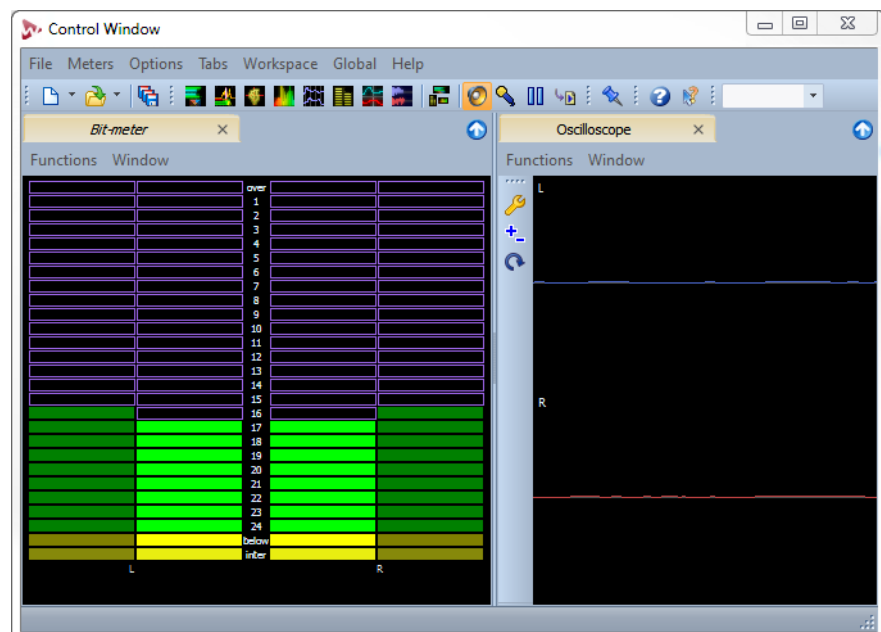 Control Window
File Meters Options Tabs Workspace Global Help
Bit-meter
Oscilloscope
Functions Window
Functions Window
over
1
2
3
4
5
6
7
8
9
10
11
12
13
14
15
16
17
18
19
20
21
22
23
24
below
inter
L R
L
R